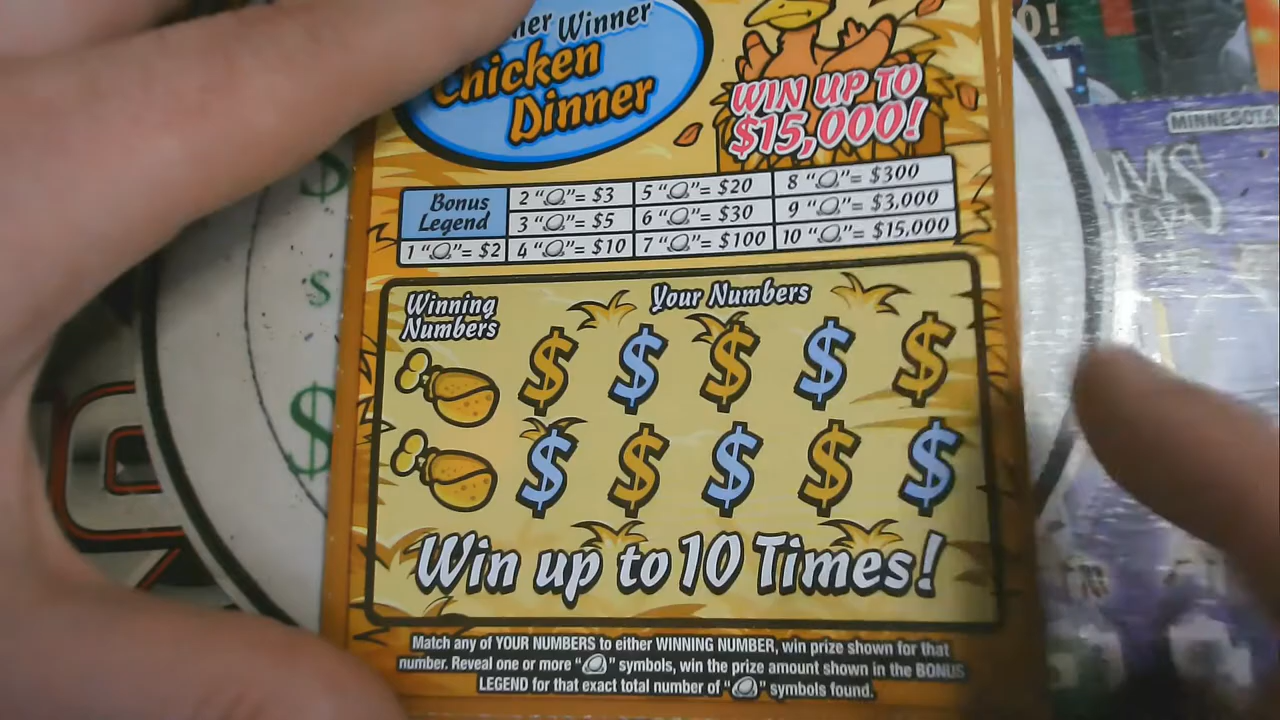 Winner
Chicken
Dinner
WIN UP TO
$15,000!
MINNESOTA
Bonus
Legend
1 " "= $2
2 " "= $3
3 " "= $5
4 " "= $10
5 " "= $20
6 " "= $30
7 " "= $100
8 " "= $300
9 " "= $3,000
10 " "= $15,000
Winning
Numbers
Your Numbers
$ $ $ $ $
$ $ $ $ $
Win up to 10 Times!
Match any of YOUR NUMBERS to either WINNING NUMBER, win prize shown for that
number. Reveal one or more " " symbols, win the prize amount shown in the BONUS
LEGEND for that exact total number of " " symbols found.
$
$
$